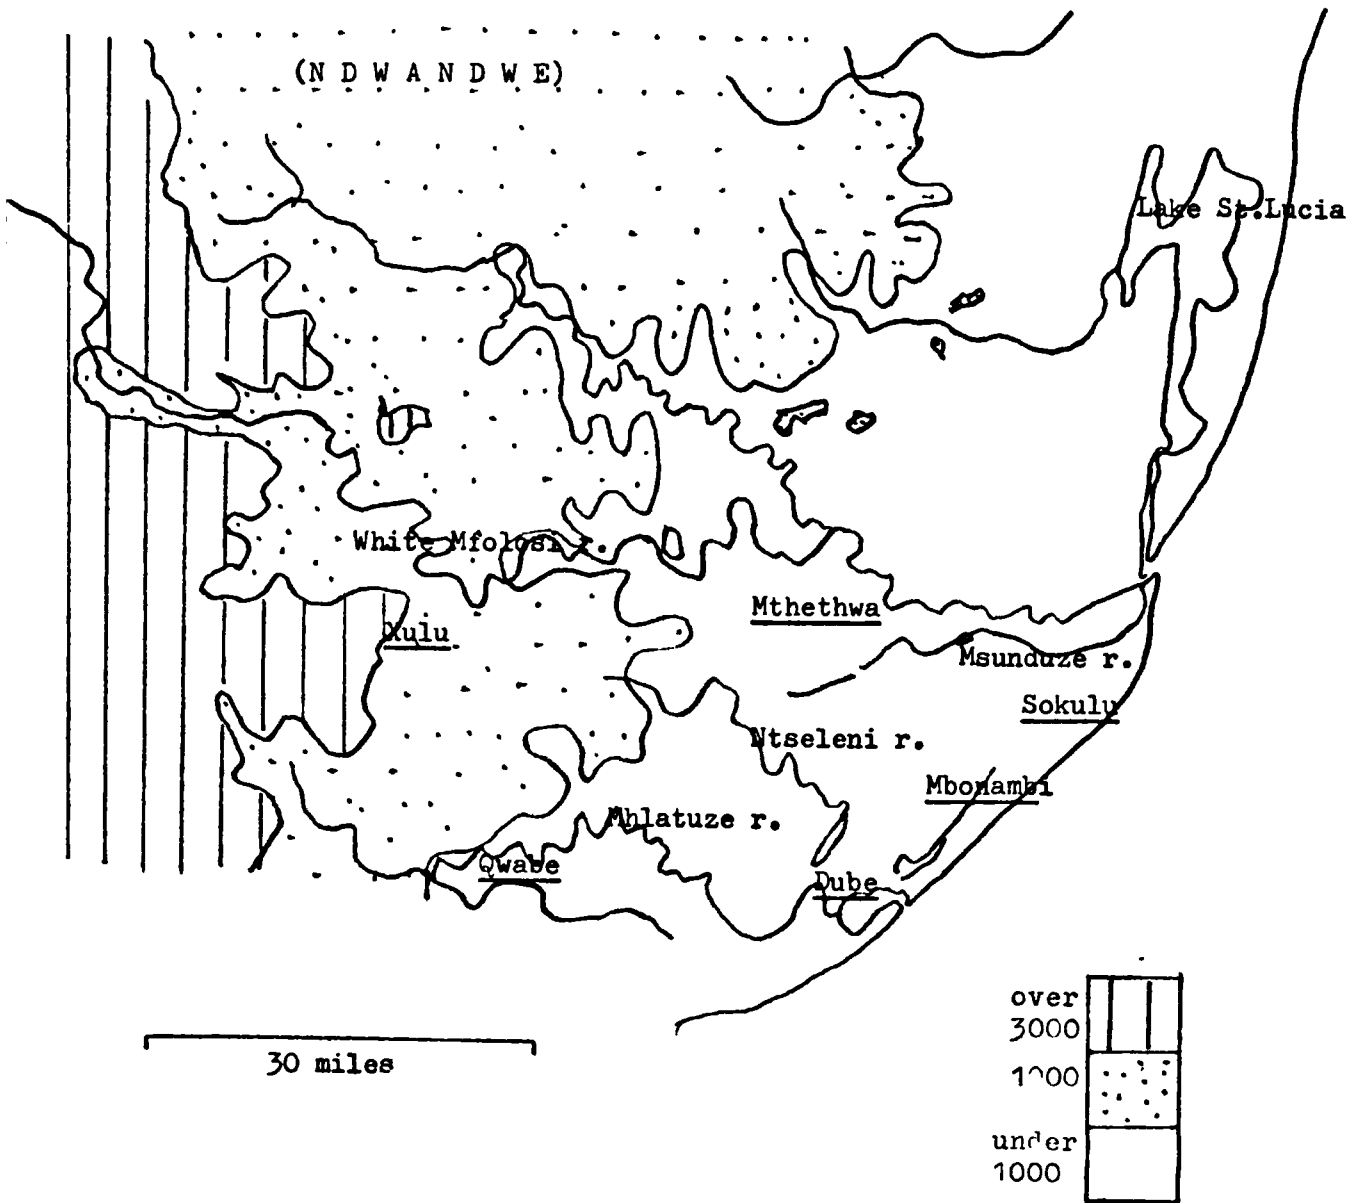 (N D W A N D W E)
Lake St.Lucia
White Mfolosi r.
Mthethwa
Xulu
Msunduze r.
Sokulu
Ntseleni r.
Mbonambi
Mhlatuze r.
Qwabe
Dube
over
3000
30 miles
1000
under
1000